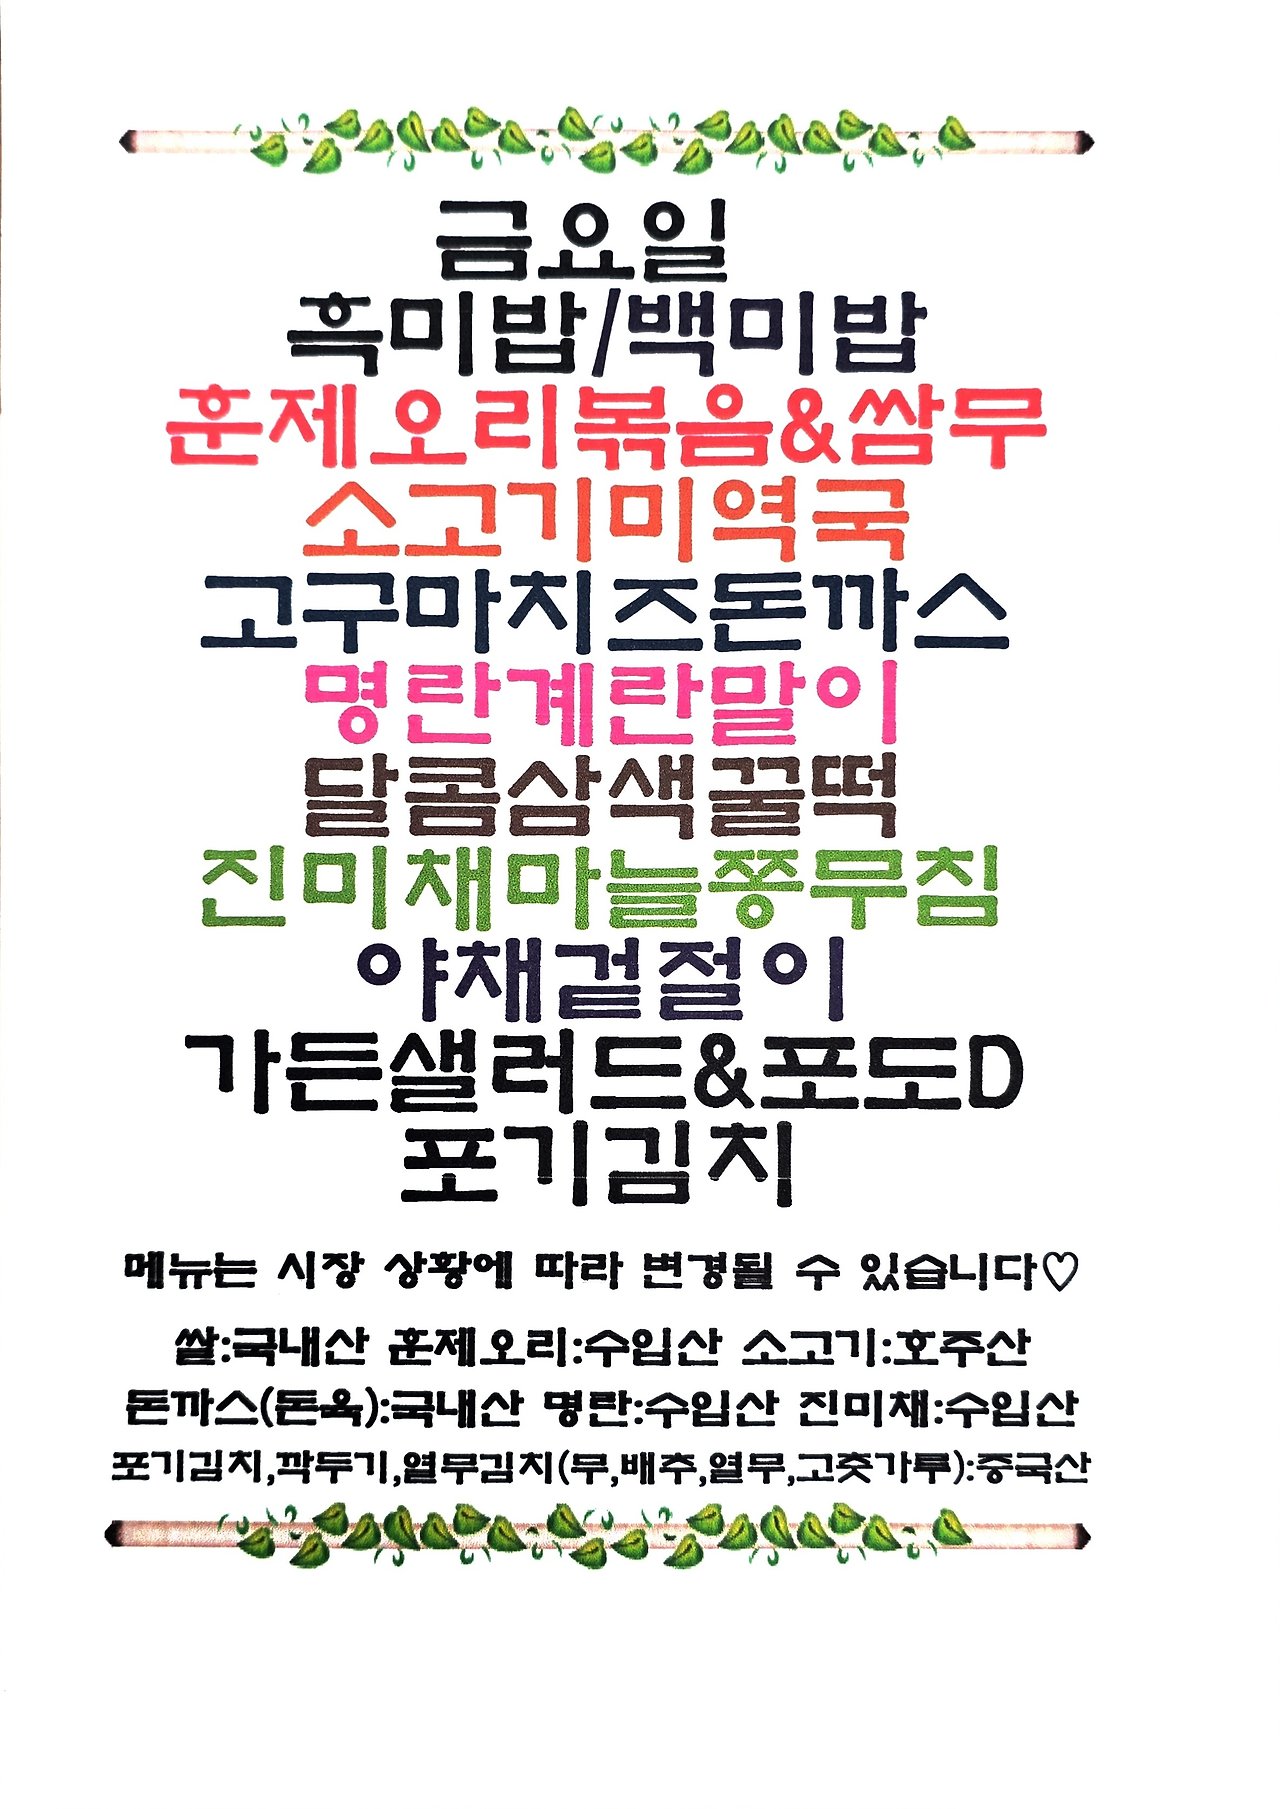 금요일
흑미밥/백미밥
훈제오리볶음&쌈무
소고기미역국
고구마치즈돈까스
명란계란말이
달콤삼색꿀떡
진미채마늘쫑무침
야채겉절이
가든샐러드&포도D
포기김치
메뉴는 시장 상황에 따라 변경될 수 있습니다♡
쌀:국내산 훈제오리:수입산 소고기:호주산
돈까스(돈육):국내산 명란:수입산 진미채:수입산
포기김치,깍두기,열무김치(무,배추,열무,고춧가루):중국산